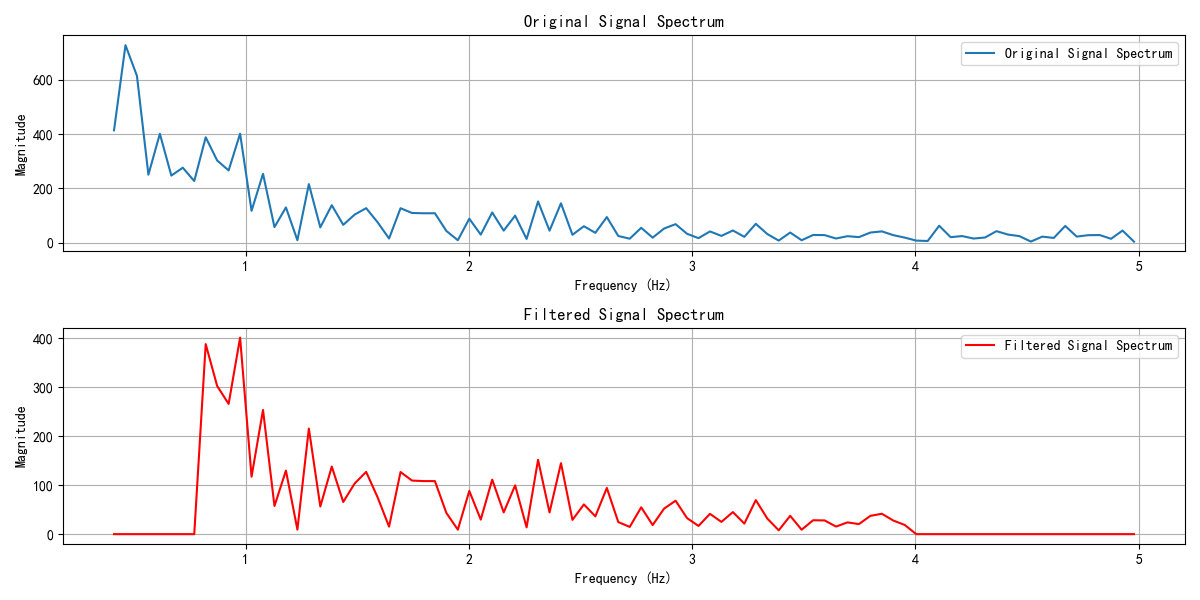 Original Signal Spectrum
Original Signal Spectrum
Magnitude
600
400
200
0
1
2
3
4
5
Frequency (Hz)
Filtered Signal Spectrum
Filtered Signal Spectrum
Magnitude
400
300
200
100
0
1
2
3
4
5
Frequency (Hz)